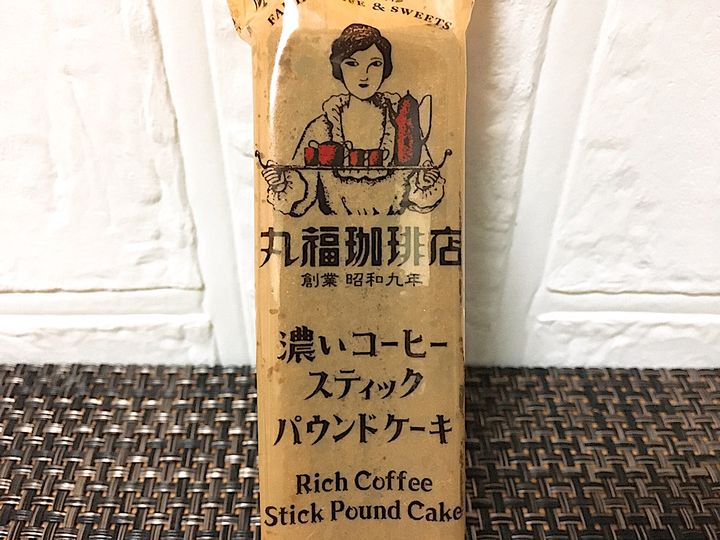 & SWEETS
丸福珈琲店
創業 昭和九年
濃いコーヒー
スティック
パウンドケーキ
Rich Coffee
Stick Pound Cake